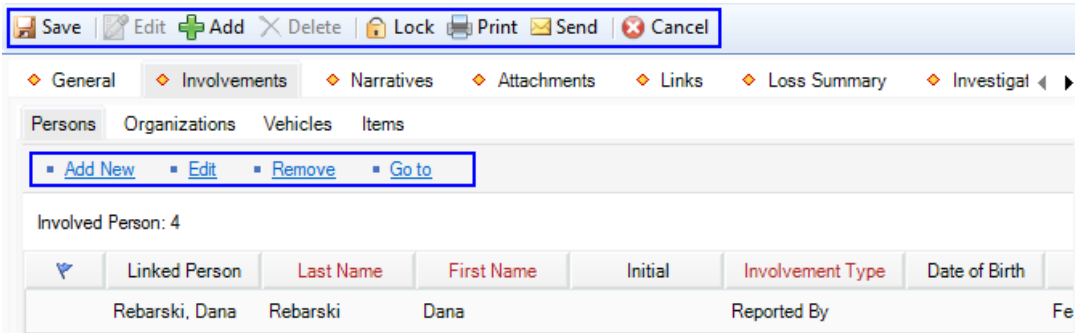 Save Edit Add Delete Lock Print Send Cancel
General Involvements Narratives Attachments Links Loss Summary Investigat
Persons Organizations Vehicles Items
Add New Edit Remove Go to
Involved Person: 4
Linked Person Last Name First Name Initial Involvement Type Date of Birth
Rebarski, Dana Rebarski Dana Reported By Fe